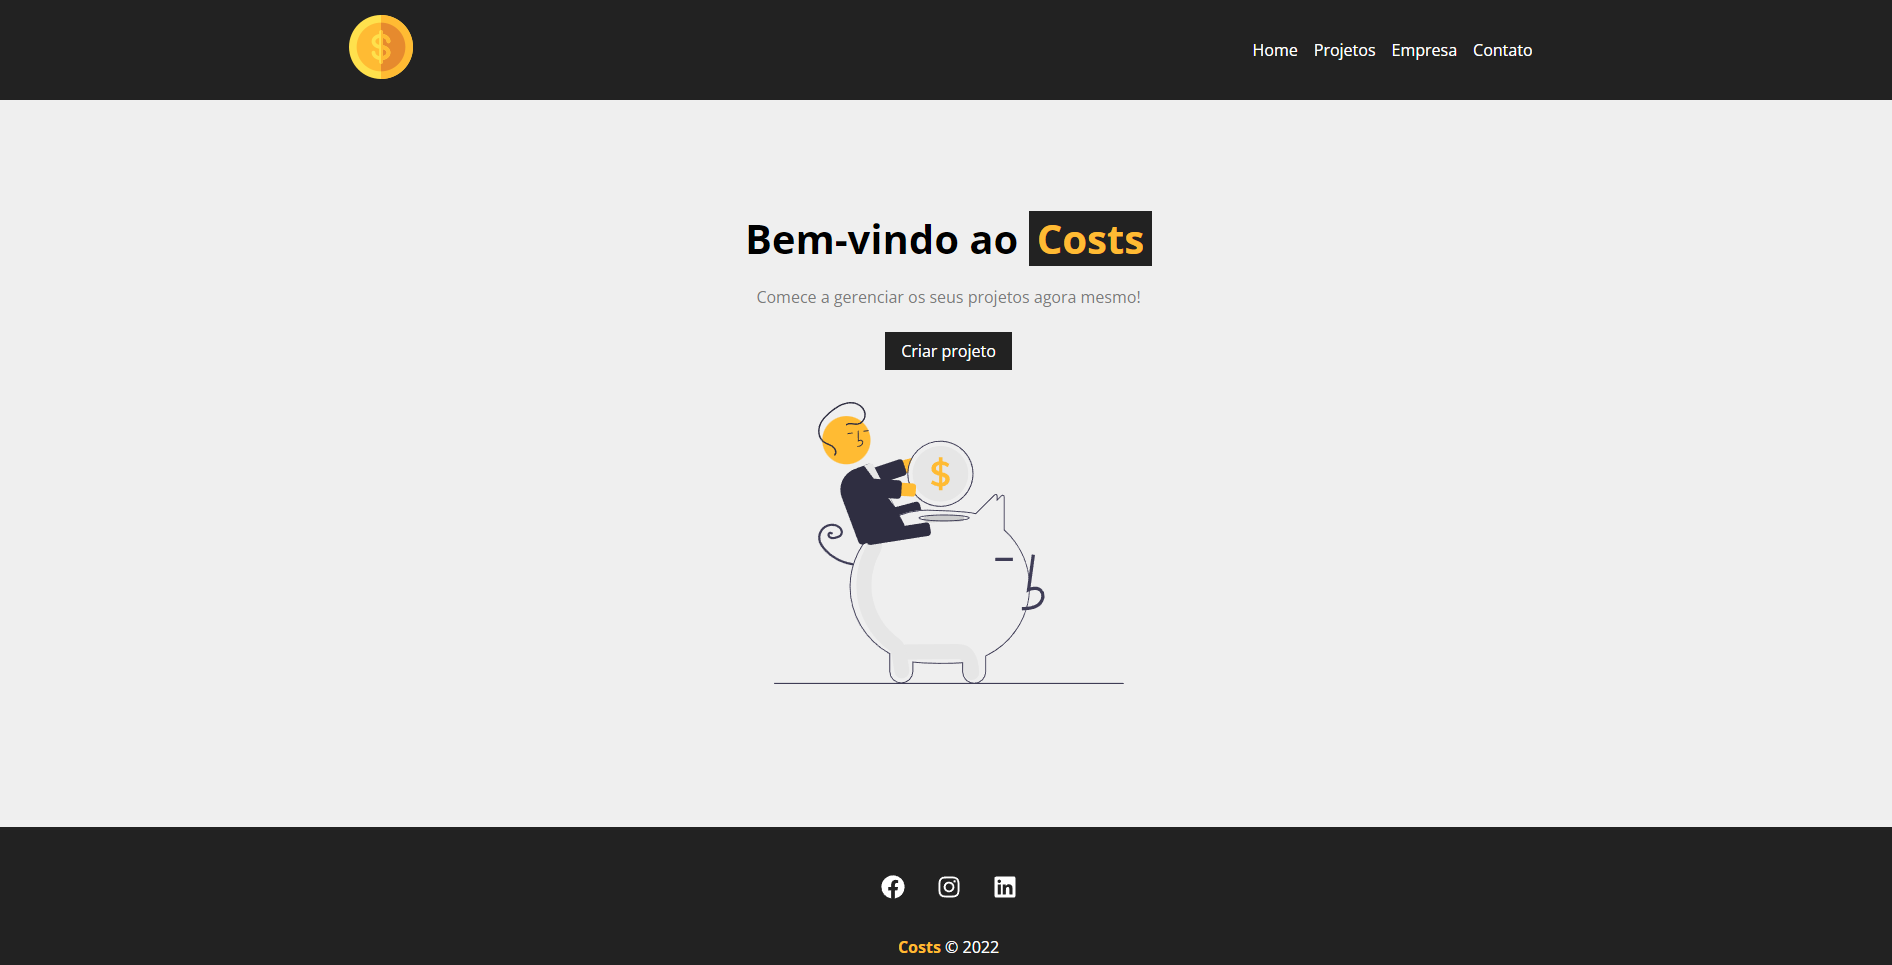 $
Home Projetos Empresa Contato
Bem-vindo ao Costs
Comece a gerenciar os seus projetos agora mesmo!
Criar projeto
$
Costs © 2022